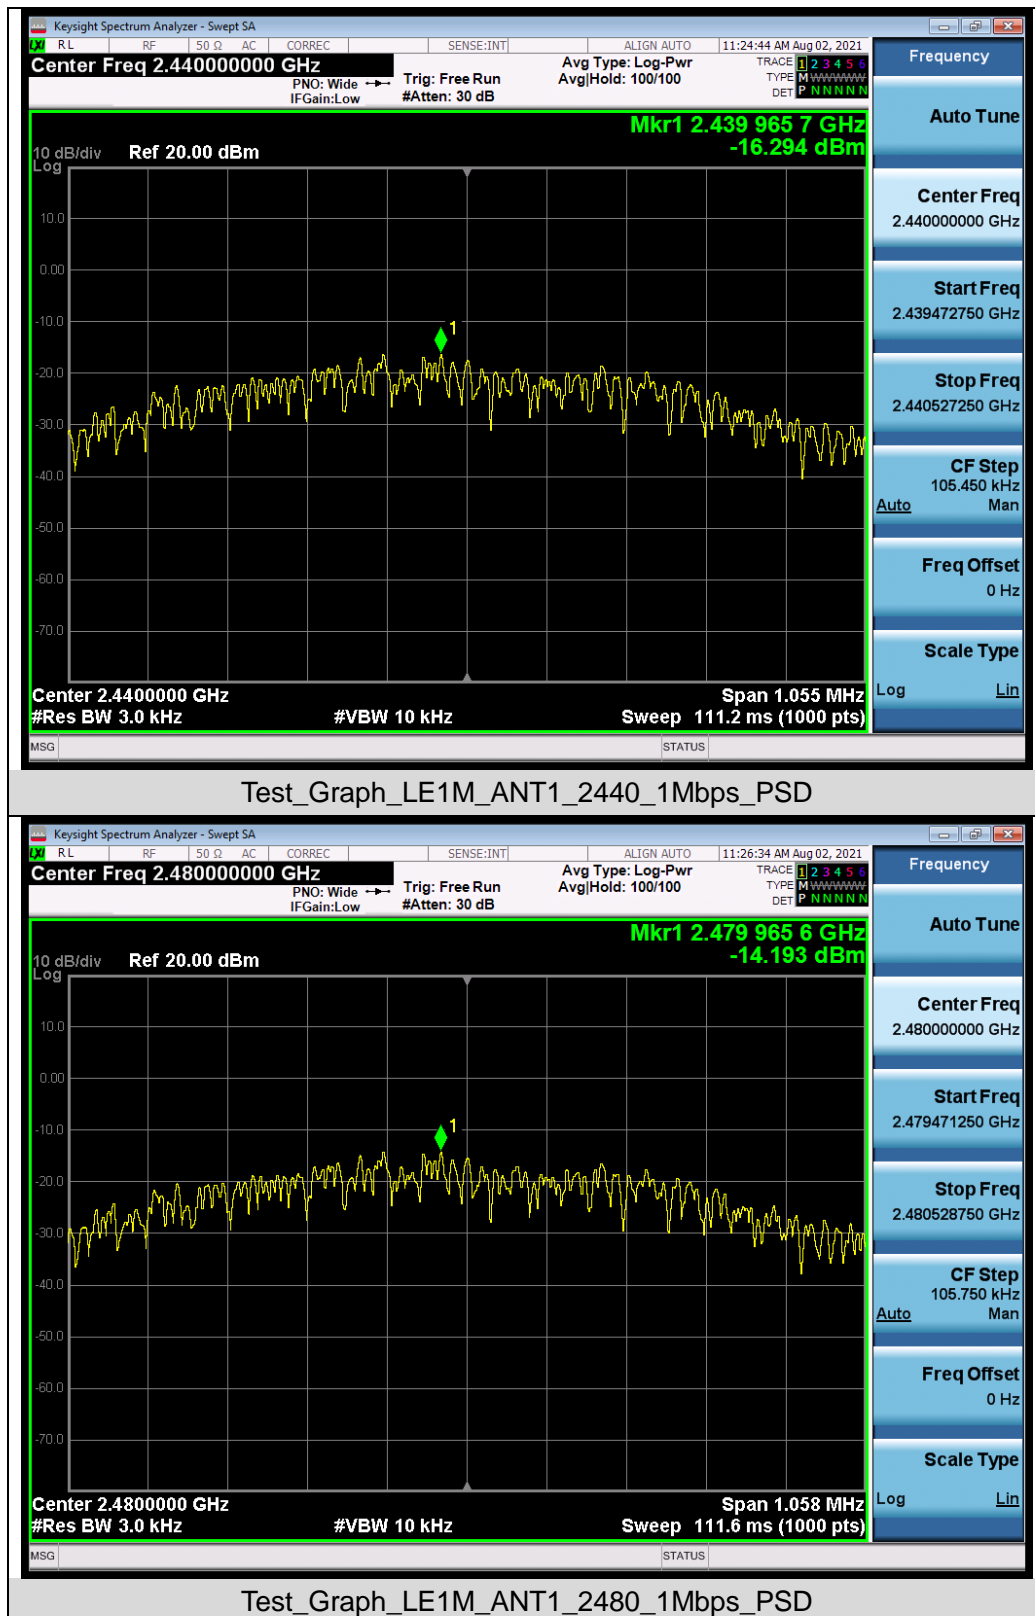 Keysight Spectrum Analyzer - Swept SA
LXI RL RF 50 Ω AC CORREC SENSE:INT ALIGN AUTO 11:24:44 AM Aug 02, 2021
Center Freq 2.440000000 GHz
PNO: Wide
IFGain:Low
Trig: Free Run
#Atten: 30 dB
Avg Type: Log-Pwr
Avg|Hold: 100/100
TRACE 1 2 3 4 5 6
TYPE M WWWWW
DET P N N N N N
Mkr1 2.439 965 7 GHz
-16.294 dBm
10 dB/div Ref 20.00 dBm
Log
10.0
0.00
-10.0
1
-20.0
-30.0
-40.0
-50.0
-60.0
-70.0
Center 2.4400000 GHz Span 1.055 MHz
#Res BW 3.0 kHz #VBW 10 kHz Sweep 111.2 ms (1000 pts)
MSG STATUS
Frequency
Auto Tune
Center Freq
2.440000000 GHz
Start Freq
2.439472750 GHz
Stop Freq
2.440527250 GHz
CF Step
105.450 kHz
Auto Man
Freq Offset
0 Hz
Scale Type
Log Lin
Test_Graph_LE1M_ANT1_2440_1Mbps_PSD
Keysight Spectrum Analyzer - Swept SA
LXI RL RF 50 Ω AC CORREC SENSE:INT ALIGN AUTO 11:26:34 AM Aug 02, 2021
Center Freq 2.480000000 GHz
PNO: Wide
IFGain:Low
Trig: Free Run
#Atten: 30 dB
Avg Type: Log-Pwr
Avg|Hold: 100/100
TRACE 1 2 3 4 5 6
TYPE M WWWWW
DET P N N N N N
Mkr1 2.479 965 6 GHz
-14.193 dBm
10 dB/div Ref 20.00 dBm
Log
10.0
0.00
-10.0
1
-20.0
-30.0
-40.0
-50.0
-60.0
-70.0
Center 2.4800000 GHz Span 1.058 MHz
#Res BW 3.0 kHz #VBW 10 kHz Sweep 111.6 ms (1000 pts)
MSG STATUS
Frequency
Auto Tune
Center Freq
2.480000000 GHz
Start Freq
2.479471250 GHz
Stop Freq
2.480528750 GHz
CF Step
105.750 kHz
Auto Man
Freq Offset
0 Hz
Scale Type
Log Lin
Test_Graph_LE1M_ANT1_2480_1Mbps_PSD